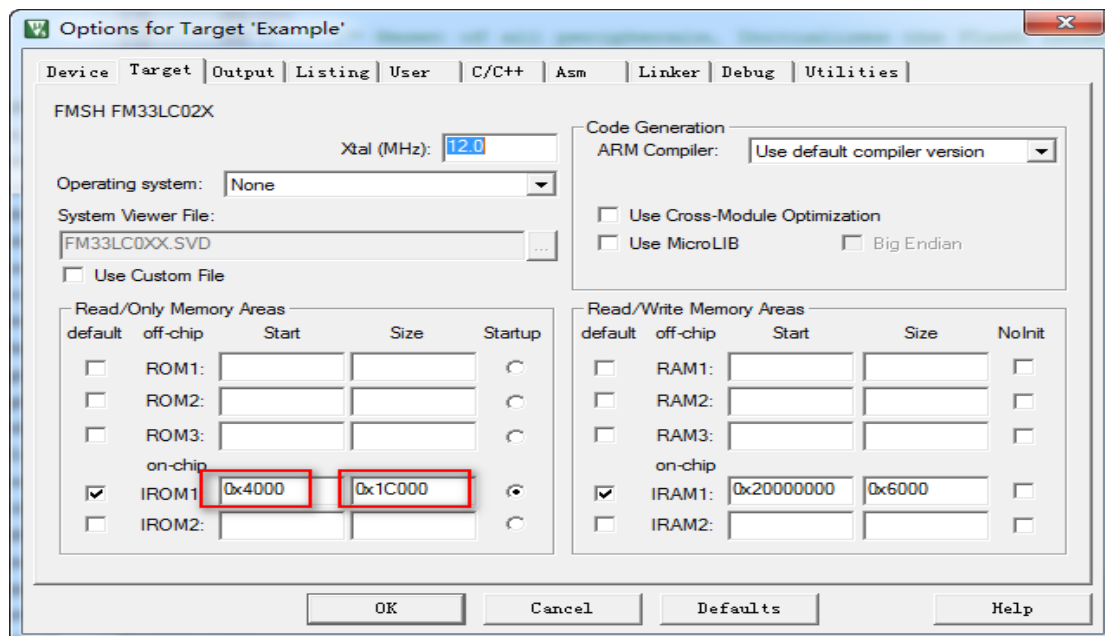 Options for Target 'Example'
Device Target Output Listing User C/C++ Asm Linker Debug Utilities
FMSH FM33LC02X
Xtal (MHz): 12.0
Operating system: None
System Viewer File:
FM33LC0XX.SVD ...
Use Custom File
Code Generation
ARM Compiler: Use default compiler version
Use Cross-Module Optimization
Use MicroLIB Big Endian
Read/Only Memory Areas
default off-chip Start Size Startup
ROM1:
ROM2:
ROM3:
on-chip
IROM1: 0x4000 0x1C000
IROM2:
Read/Write Memory Areas
default off-chip Start Size NoInit
RAM1:
RAM2:
RAM3:
on-chip
IRAM1: 0x20000000 0x6000
IRAM2:
OK Cancel Defaults Help